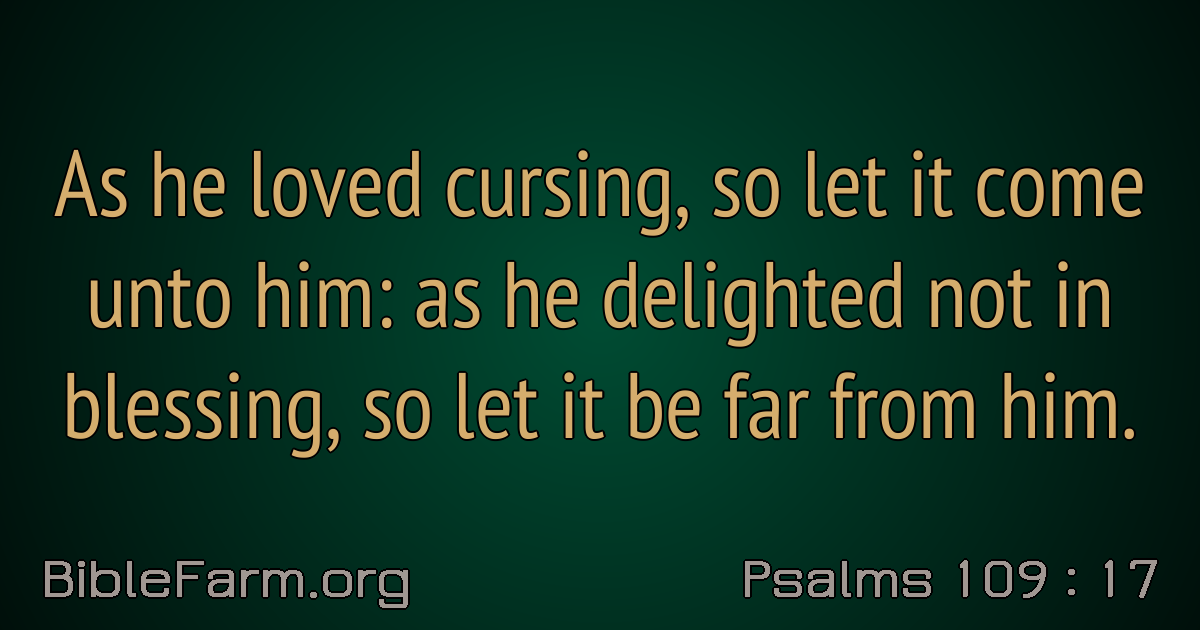 As he loved cursing, so let it come
unto him: as he delighted not in
blessing, so let it be far from him.
BibleFarm.org
Psalms 109 : 17